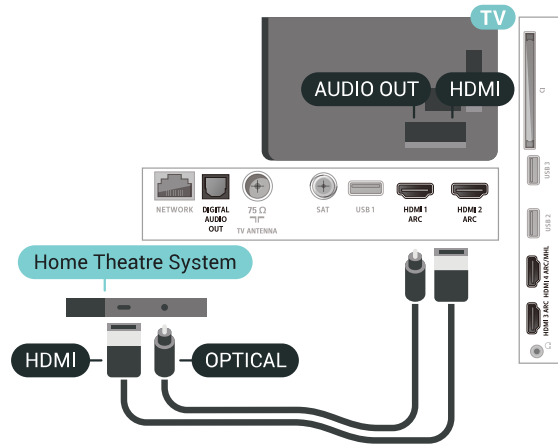 TV
AUDIO OUT
HDMI
NETWORK
DIGITAL
AUDIO
OUT
75 Ω
TV ANTENNA
SAT
USB 1
HDMI 1
ARC
HDMI 2
ARC
USB 3
USB 2
HDMI 4 ARC/MHL
HDMI 3 ARC
Home Theatre System
HDMI
OPTICAL